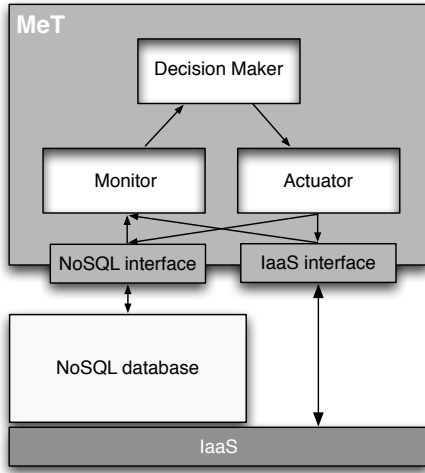 MeT
Decision Maker
Monitor
Actuator
NoSQL interface
IaaS interface
NoSQL database
IaaS